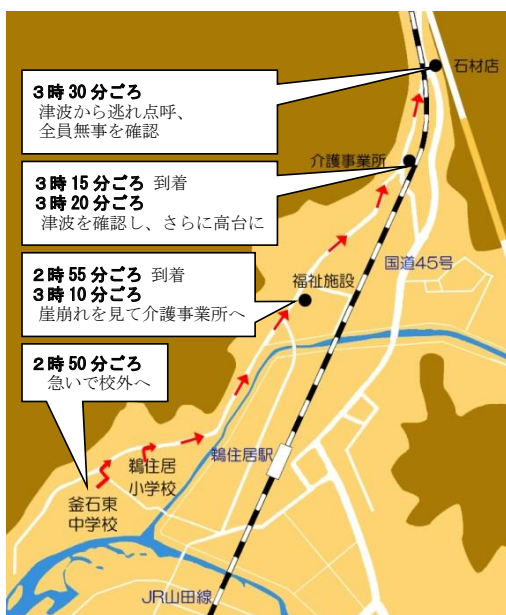 3時30分ごろ
津波から逃れ点呼、
全員無事を確認
石材店
3時15分ごろ 到着
3時20分ごろ
津波を確認し、さらに高台に
介護事業所
国道45号
2時55分ごろ 到着
3時10分ごろ
崖崩れを見て介護事業所へ
福祉施設
2時50分ごろ
急いで校外へ
鵜住居駅
鵜住居
小学校
釜石東
中学校
JR山田線